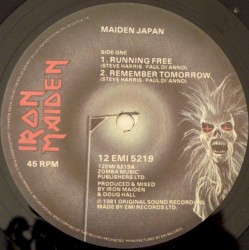 MAIDEN JAPAN
IRON
MAIDEN
SIDE ONE
1. RUNNING FREE
(STEVE HARRIS· PAUL DI'ANNO)
2. REMEMBER TOMORROW
(STEVE HARRIS· PAUL DI'ANNO)
45 RPM
12 EMI 5219
12EMI 5219A
ZOMBA MUSIC
PUBLISHERS LTD.
PRODUCED & MIXED
BY IRON MAIDEN
& DOUG HALL
℗ 1981 ORIGINAL SOUND RECORDING
MADE BY EMI RECORDS LTD.